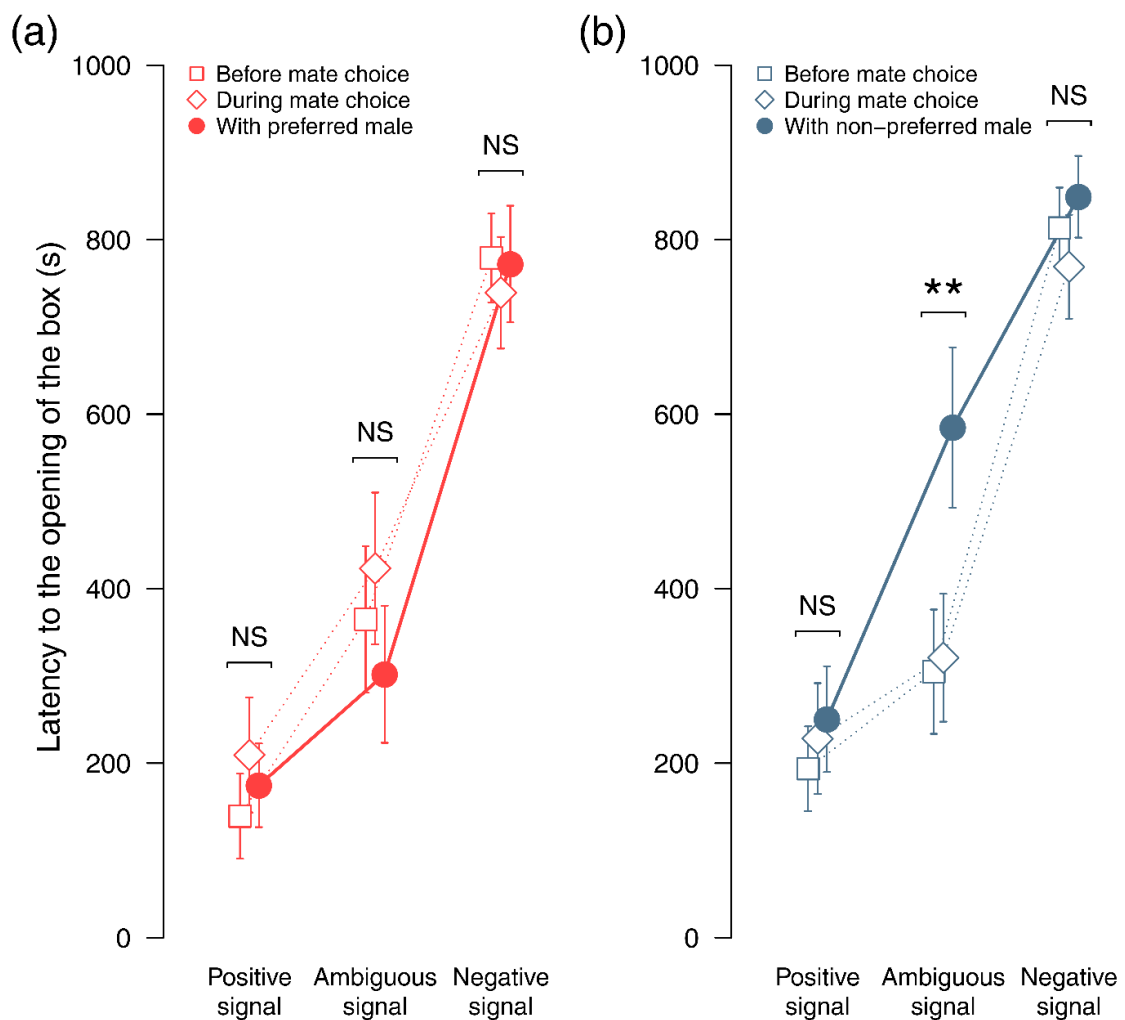 (a)
Latency to the opening of the box (s)
1000
800
600
400
200
0
Before mate choice
During mate choice
With preferred male
NS
NS
NS
Positive signal
Ambiguous signal
Negative signal
(b)
1000
800
600
400
200
0
Before mate choice
During mate choice
With non−preferred male
NS
**
NS
Positive signal
Ambiguous signal
Negative signal